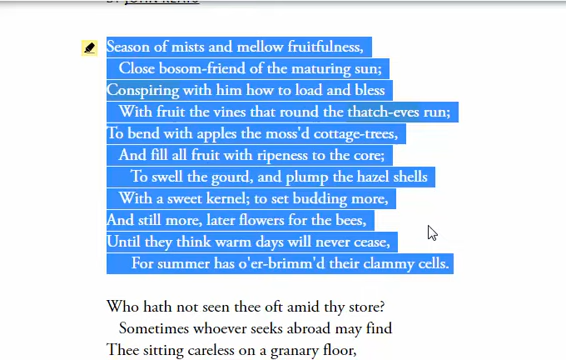 BY JOHN KEATS
Season of mists and mellow fruitfulness,
Close bosom-friend of the maturing sun;
Conspiring with him how to load and bless
With fruit the vines that round the thatch-eves run;
To bend with apples the moss'd cottage-trees,
And fill all fruit with ripeness to the core;
To swell the gourd, and plump the hazel shells
With a sweet kernel; to set budding more,
And still more, later flowers for the bees,
Until they think warm days will never cease,
For summer has o'er-brimm'd their clammy cells.
Who hath not seen thee oft amid thy store?
Sometimes whoever seeks abroad may find
Thee sitting careless on a granary floor,